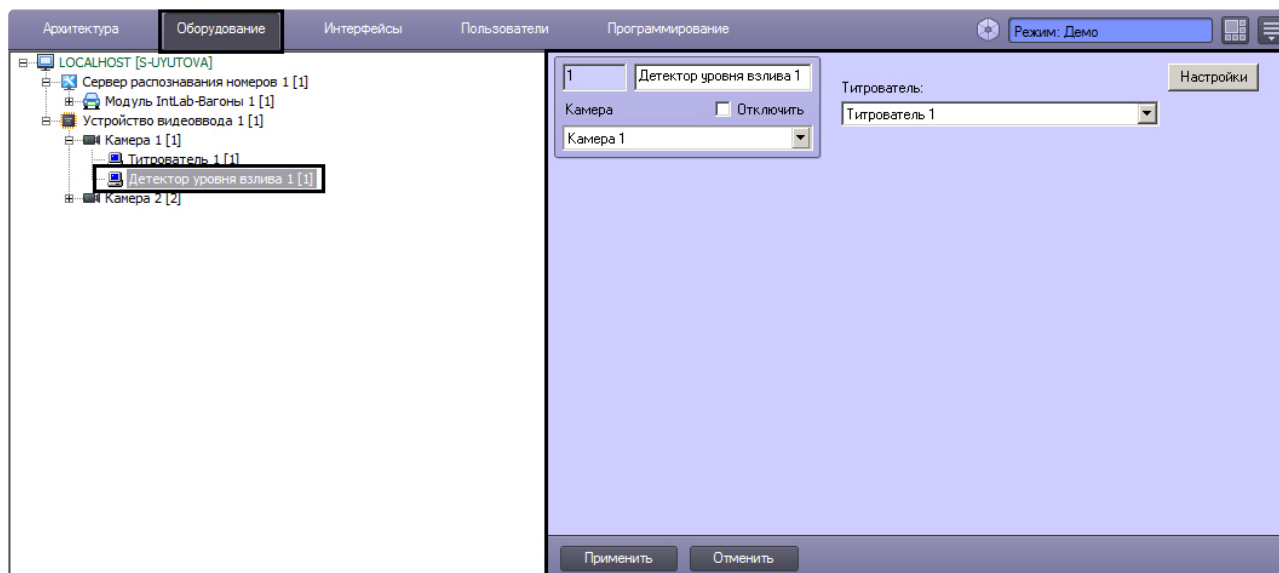 Архитектура
Оборудование
Интерфейсы
Пользователи
Программирование
Режим: Демо
LOCALHOST [S-UYUTOVA]
Сервер распознавания номеров 1 [1]
Модуль IntLab-Вагоны 1 [1]
Устройство видеоввода 1 [1]
Камера 1 [1]
Титрователь 1 [1]
Детектор уровня взлива 1 [1]
Камера 2 [2]
1
Детектор уровня взлива 1
Камера
Отключить
Камера 1
Титрователь:
Титрователь 1
Настройки
Применить
Отменить